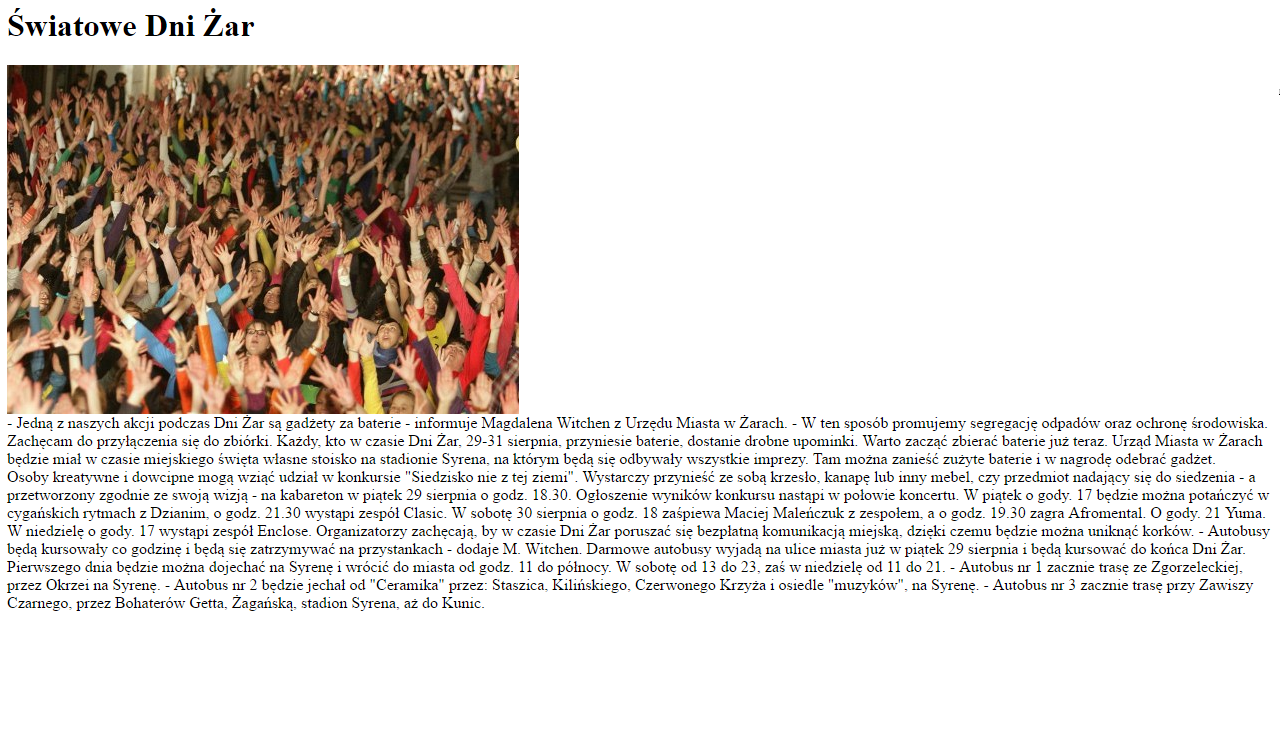 Światowe Dni Żar
- Jedną z naszych akcji podczas Dni Żar są gadżety za baterie - informuje Magdalena Witchen z Urzędu Miasta w Żarach. - W ten sposób promujemy segregację odpadów oraz ochronę środowiska.
Zachęcam do przyłączenia się do zbiórki. Każdy, kto w czasie Dni Żar, 29-31 sierpnia, przyniesie baterie, dostanie drobne upominki. Warto zacząć zbierać baterie już teraz. Urząd Miasta w Żarach
będzie miał w czasie miejskiego święta własne stoisko na stadionie Syrena, na którym będą się odbywały wszystkie imprezy. Tam można zanieść zużyte baterie i w nagrodę odebrać gadżet.
Osoby kreatywne i dowcipne mogą wziąć udział w konkursie "Siedzisko nie z tej ziemi". Wystarczy przynieść ze sobą krzesło, kanapę lub inny mebel, czy przedmiot nadający się do siedzenia - a
przetworzony zgodnie ze swoją wizją - na kabareton w piątek 29 sierpnia o godz. 18.30. Ogłoszenie wyników konkursu nastąpi w połowie koncertu. W piątek o gody. 17 będzie można potańczyć w
cygańskich rytmach z Dzianim, o godz. 21.30 wystąpi zespół Clasic. W sobotę 30 sierpnia o godz. 18 zaśpiewa Maciej Maleńczuk z zespołem, a o godz. 19.30 zagra Afromental. O gody. 21 Yuma.
W niedzielę o gody. 17 wystąpi zespół Enclose. Organizatorzy zachęcają, by w czasie Dni Żar poruszać się bezpłatną komunikacją miejską, dzięki czemu będzie można uniknąć korków. - Autobusy
będą kursowały co godzinę i będą się zatrzymywać na przystankach - dodaje M. Witchen. Darmowe autobusy wyjadą na ulice miasta już w piątek 29 sierpnia i będą kursować do końca Dni Żar.
Pierwszego dnia będzie można dojechać na Syrenę i wrócić do miasta od godz. 11 do północy. W sobotę od 13 do 23, zaś w niedzielę od 11 do 21. - Autobus nr 1 zacznie trasę ze Zgorzeleckiej,
przez Okrzei na Syrenę. - Autobus nr 2 będzie jechał od "Ceramika" przez: Staszica, Kilińskiego, Czerwonego Krzyża i osiedle "muzyków", na Syrenę. - Autobus nr 3 zacznie trasę przy Zawiszy
Czarnego, przez Bohaterów Getta, Żagańską, stadion Syrena, aż do Kunic.